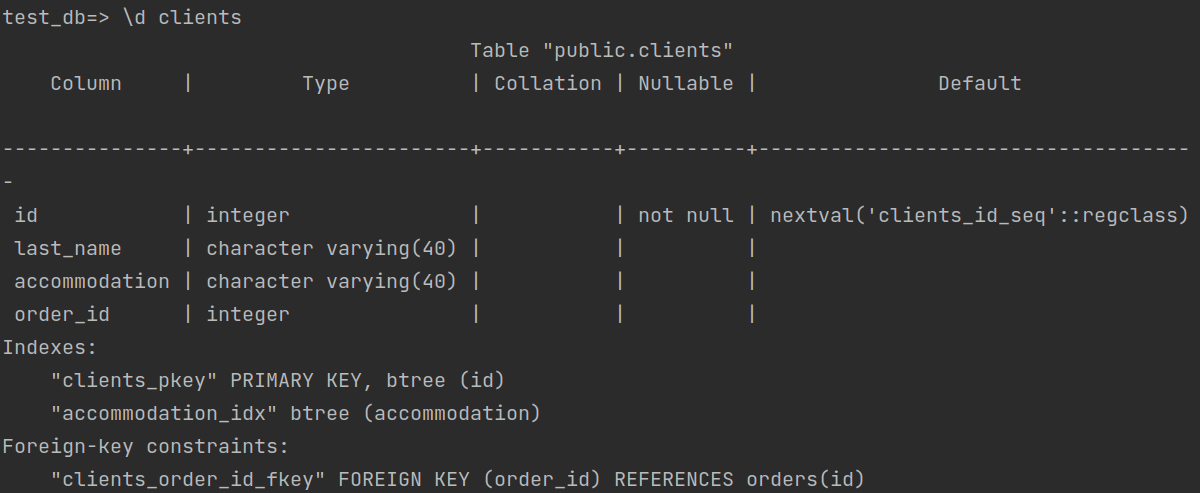 test_db=> \d clients
                                       Table "public.clients"
    Column     |         Type          | Collation | Nullable |               Default
---------------+-----------------------+-----------+----------+------------------------------------
-
 id            | integer               |           | not null | nextval('clients_id_seq'::regclass)
 last_name     | character varying(40) |           |          |
 accommodation | character varying(40) |           |          |
 order_id      | integer               |           |          |
Indexes:
    "clients_pkey" PRIMARY KEY, btree (id)
    "accommodation_idx" btree (accommodation)
Foreign-key constraints:
    "clients_order_id_fkey" FOREIGN KEY (order_id) REFERENCES orders(id)